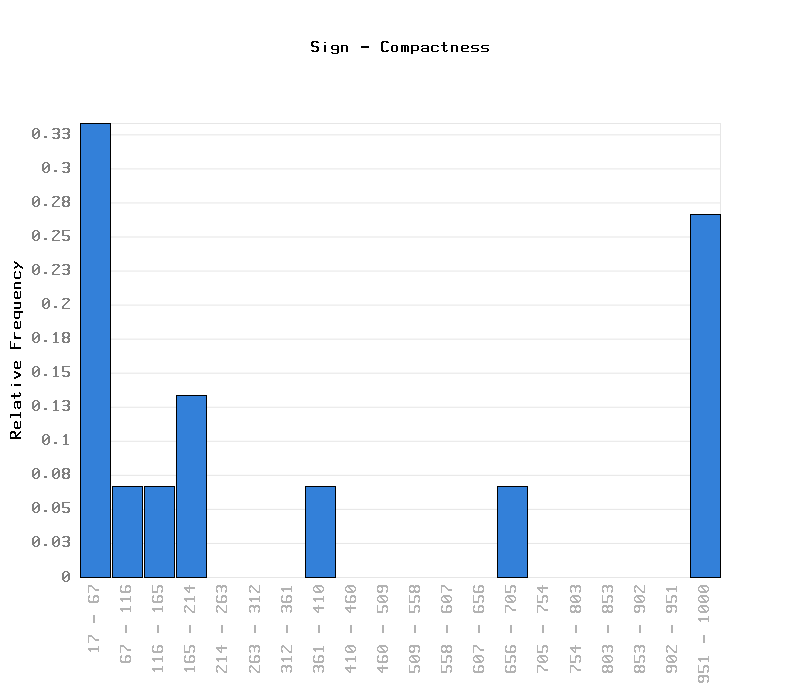 Sign - Compactness
Relative Frequency
0.33
0.3
0.28
0.25
0.23
0.2
0.18
0.15
0.13
0.1
0.08
0.05
0.03
0
17 - 67
67 - 116
116 - 165
165 - 214
214 - 263
263 - 312
312 - 361
361 - 410
410 - 460
460 - 509
509 - 558
558 - 607
607 - 656
656 - 705
705 - 754
754 - 803
803 - 853
853 - 902
902 - 951
951 - 1000